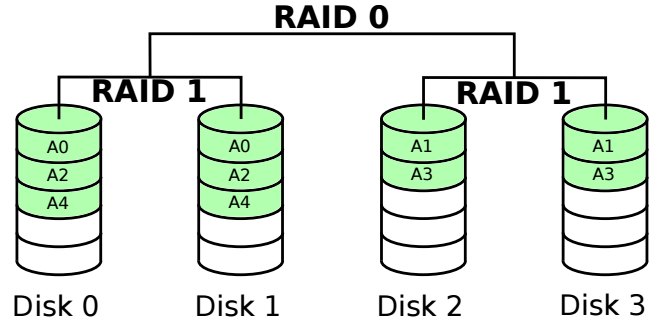 RAID 0
RAID 1 RAID 1
A0 A0 A1 A1
A2 A2 A3 A3
A4 A4
Disk 0 Disk 1 Disk 2 Disk 3